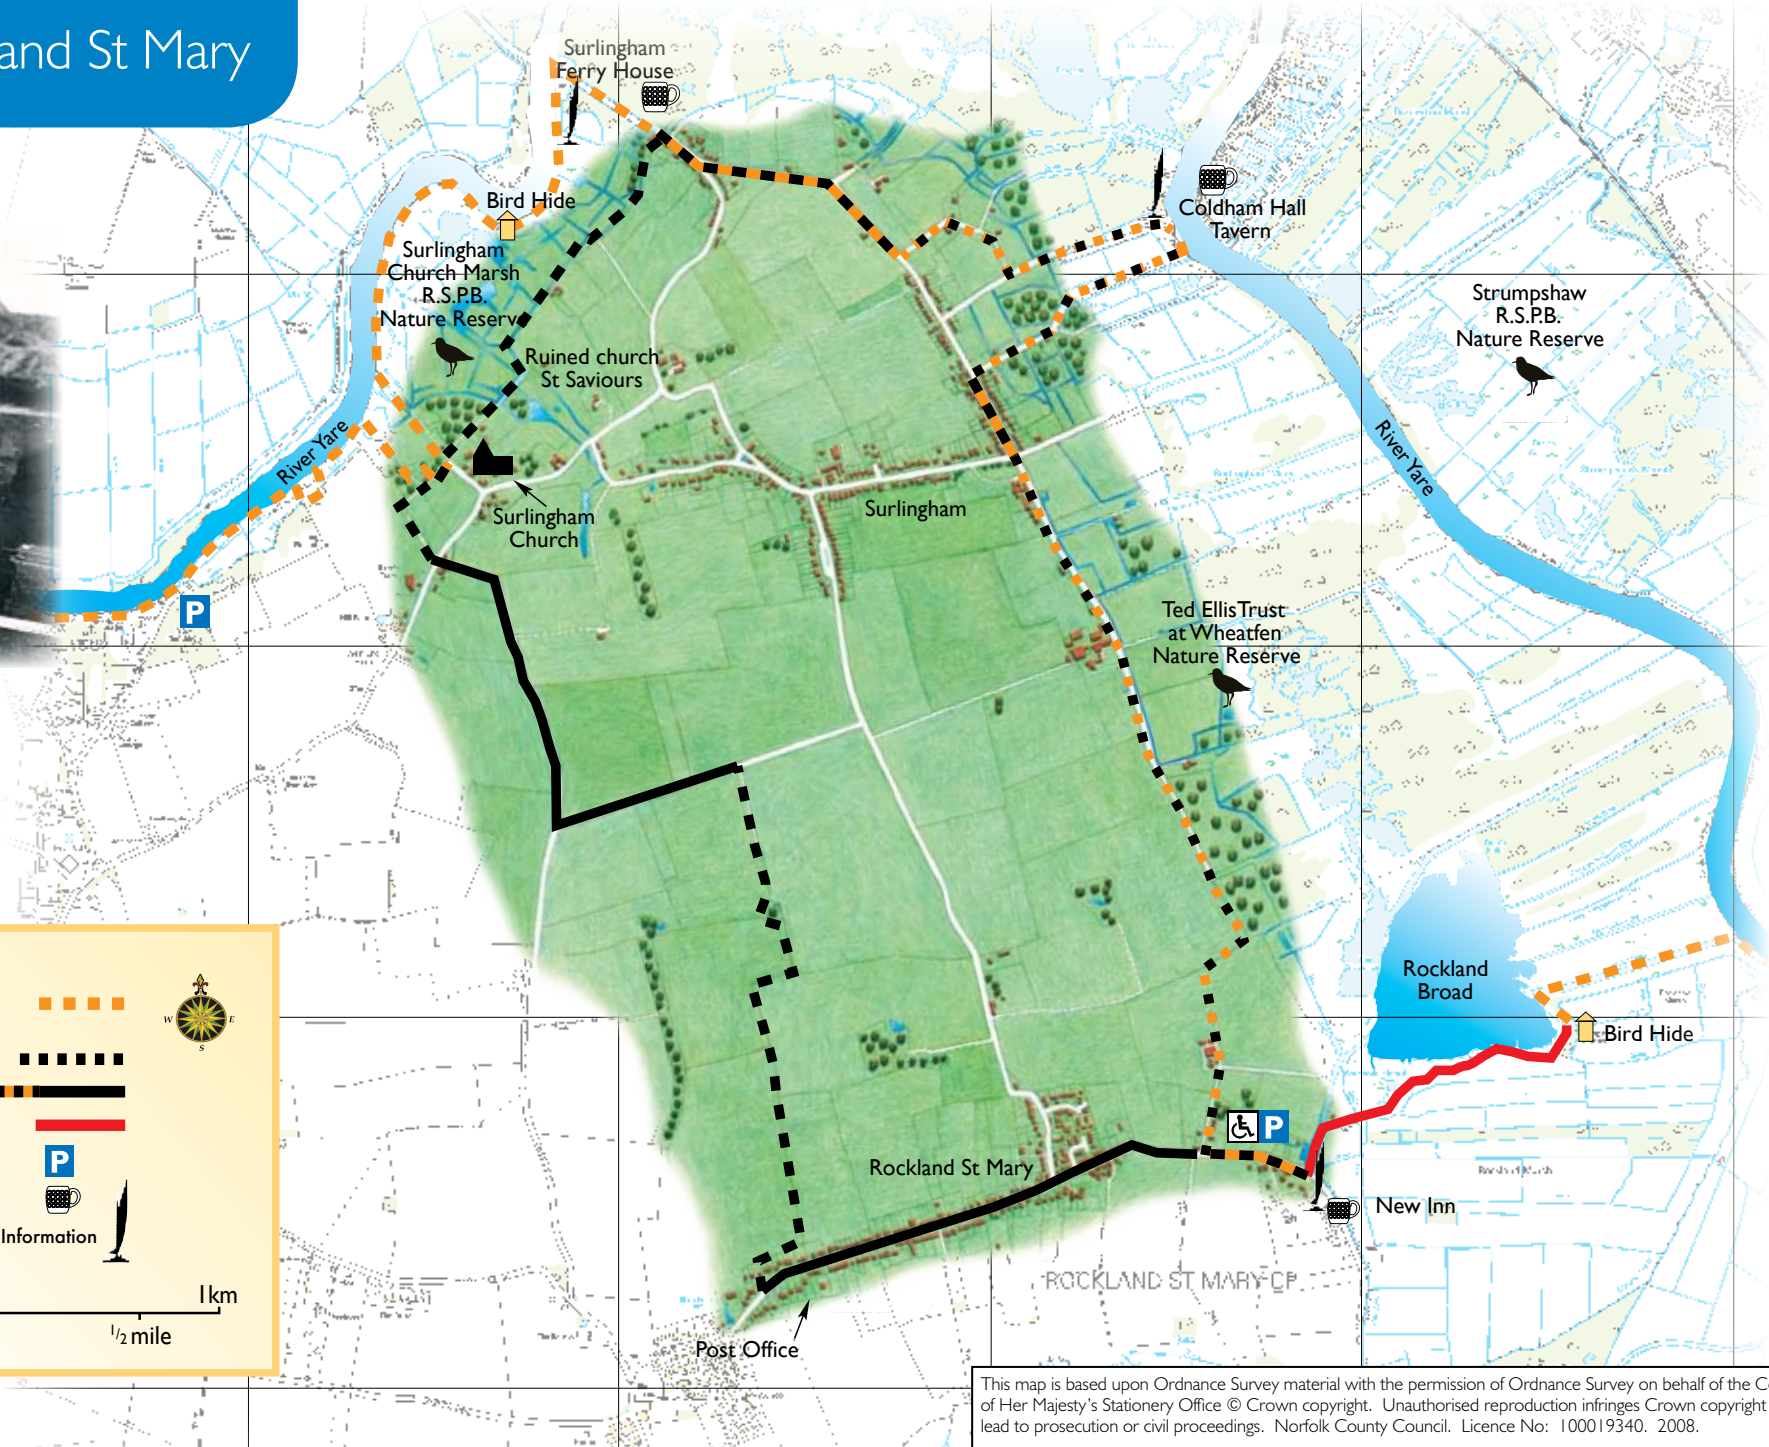 and St Mary
Surlingham
Ferry House
Bird Hide
Coldham Hall
Tavern
Surlingham
Church Marsh
R.S.P.B.
Nature Reserve
Strumpshaw
R.S.P.B.
Nature Reserve
Ruined church
St Saviours
River Yare
River Yare
Surlingham
Surlingham
Church
P
Ted Ellis Trust
at Wheatfen
Nature Reserve
Rockland
Broad
Bird Hide
W
E
S
P
P
Rockland St Mary
New Inn
Information
ROCKLAND ST MARY CP
1km
1/2 mile
Post Office
This map is based upon Ordnance Survey material with the permission of Ordnance Survey on behalf of the C
of Her Majesty's Stationery Office © Crown copyright. Unauthorised reproduction infringes Crown copyright
lead to prosecution or civil proceedings. Norfolk County Council. Licence No: 100019340. 2008.